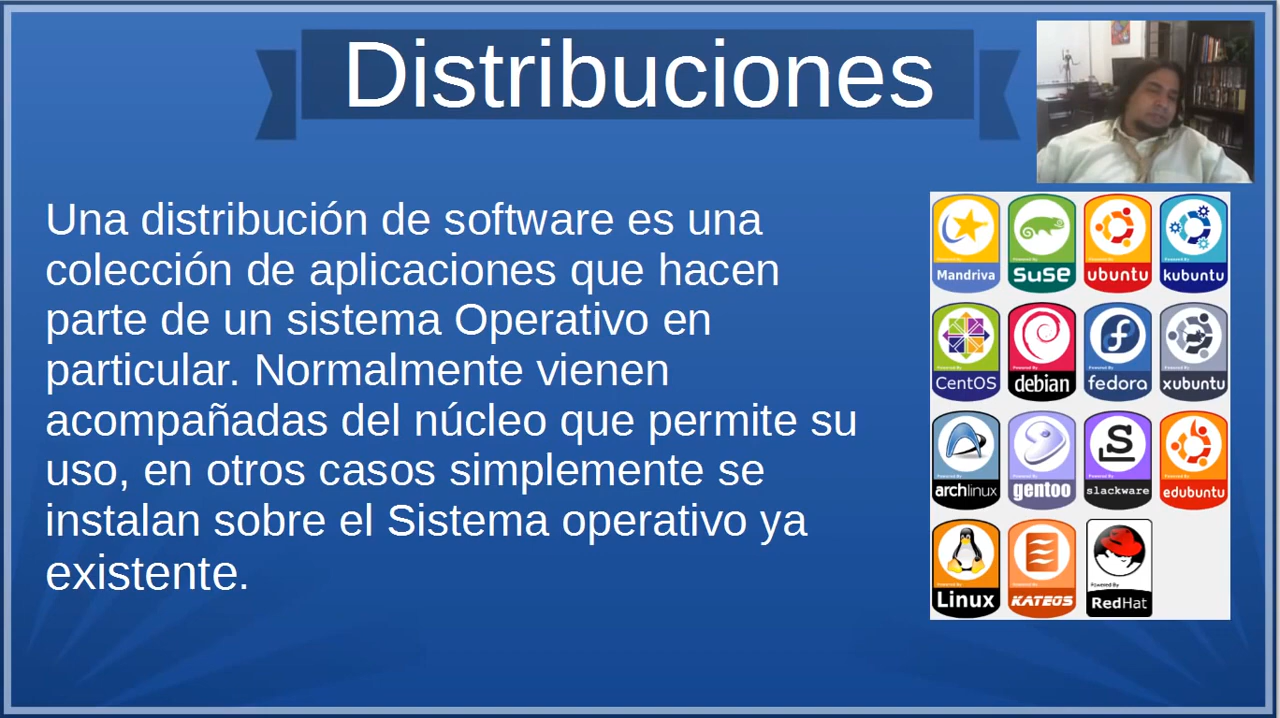 Distribuciones
Una distribución de software es una
colección de aplicaciones que hacen
parte de un sistema Operativo en
particular. Normalmente vienen
acompañadas del núcleo que permite su
uso, en otros casos simplemente se
instalan sobre el Sistema operativo ya
existente.
Mandriva
SuSE
ubuntu
kubuntu
CentOS
debian
fedora
xubuntu
archlinux
gentoo
slackware
edubuntu
Linux
KATEOS
Powered By
RedHat